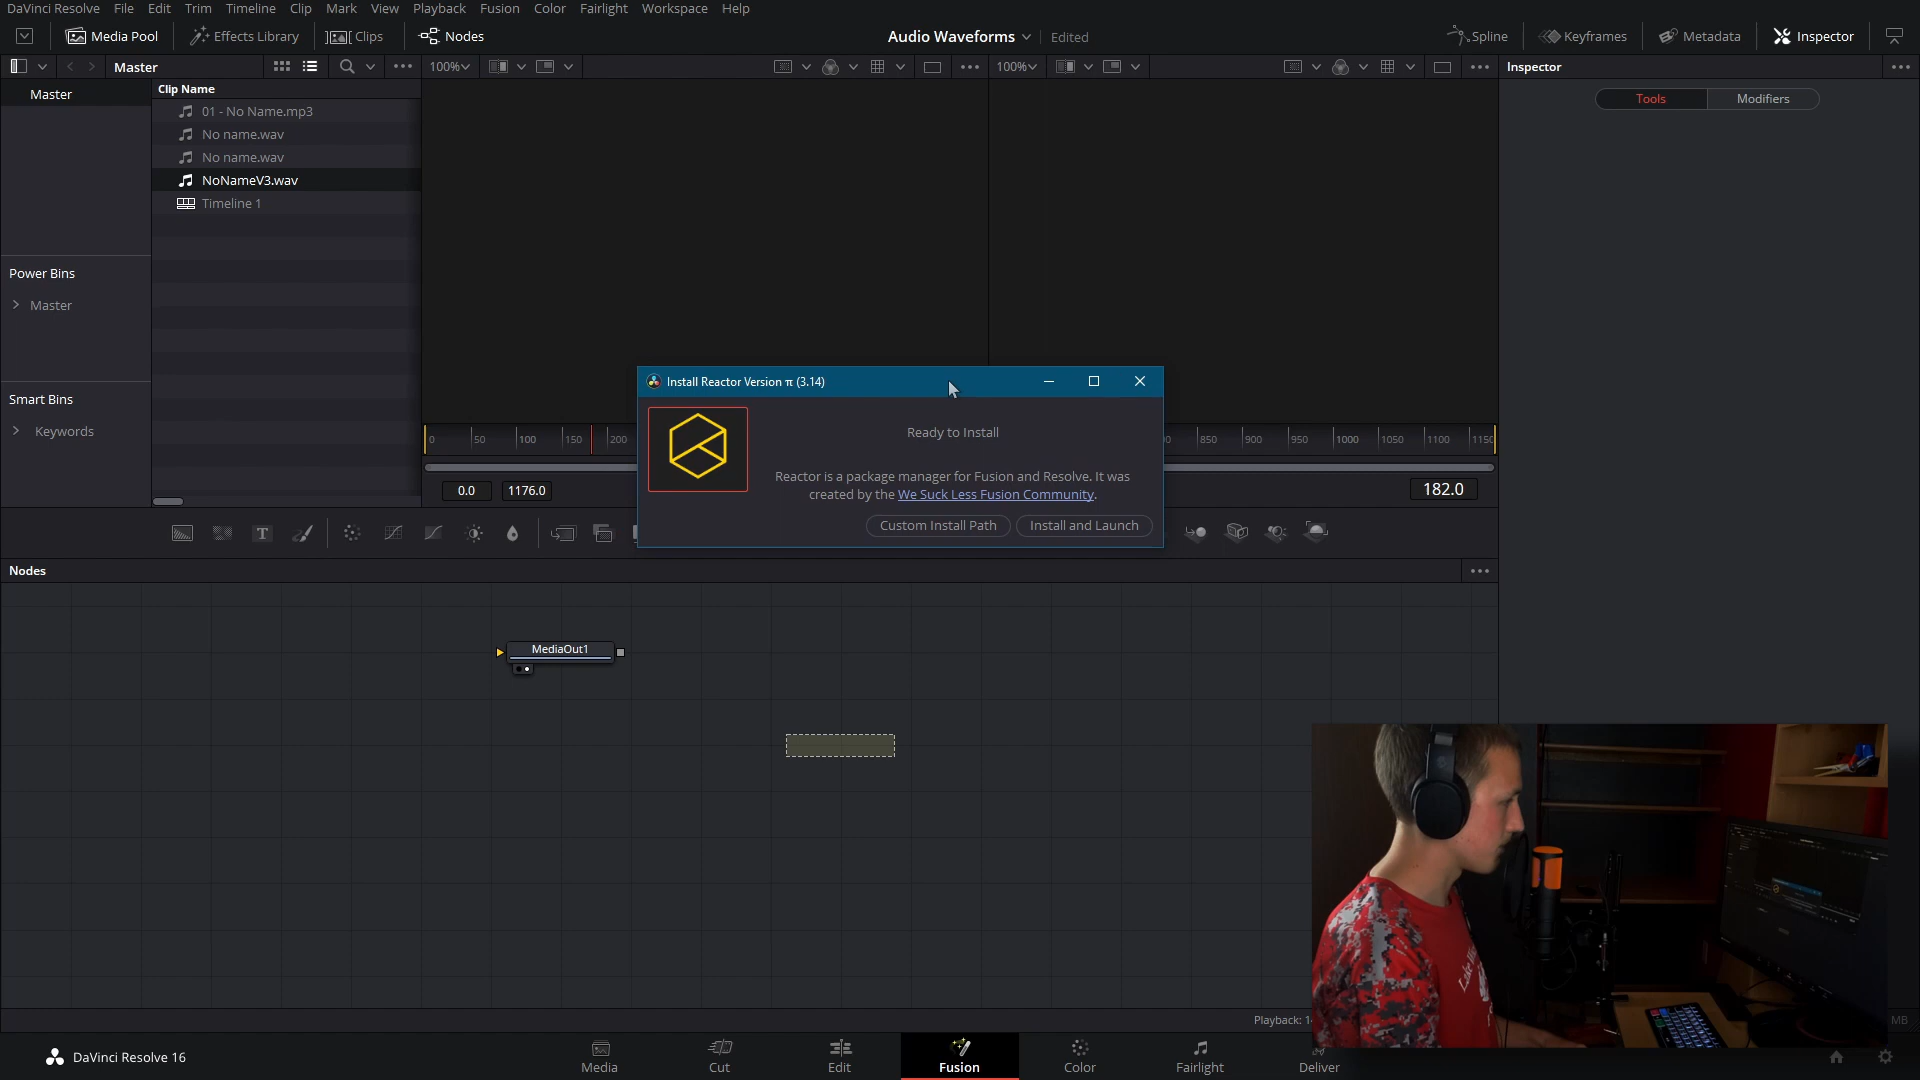 DaVinci Resolve File Edit Trim Timeline Clip Mark View Playback Fusion Color Fairlight Workspace Help
Media Pool Effects Library Clips Nodes Audio Waveforms Edited Spline Keyframes Metadata Inspector
Master 100% 100% Inspector
Master
Clip Name
Tools Modifiers
01 - No Name.mp3
No name.wav
No name.wav
NoNameV3.wav
Timeline 1
Power Bins
Master
Smart Bins
Keywords
Install Reactor Version π (3.14)
Ready to Install
Reactor is a package manager for Fusion and Resolve. It was
created by the We Suck Less Fusion Community.
Custom Install Path Install and Launch
0 50 100 150 200 850 900 950 1000 1050 1100 1150
0.0 1176.0 182.0
Nodes
MediaOut1
Playback: 
MB
DaVinci Resolve 16
Media Cut Edit Fusion Color Fairlight Deliver